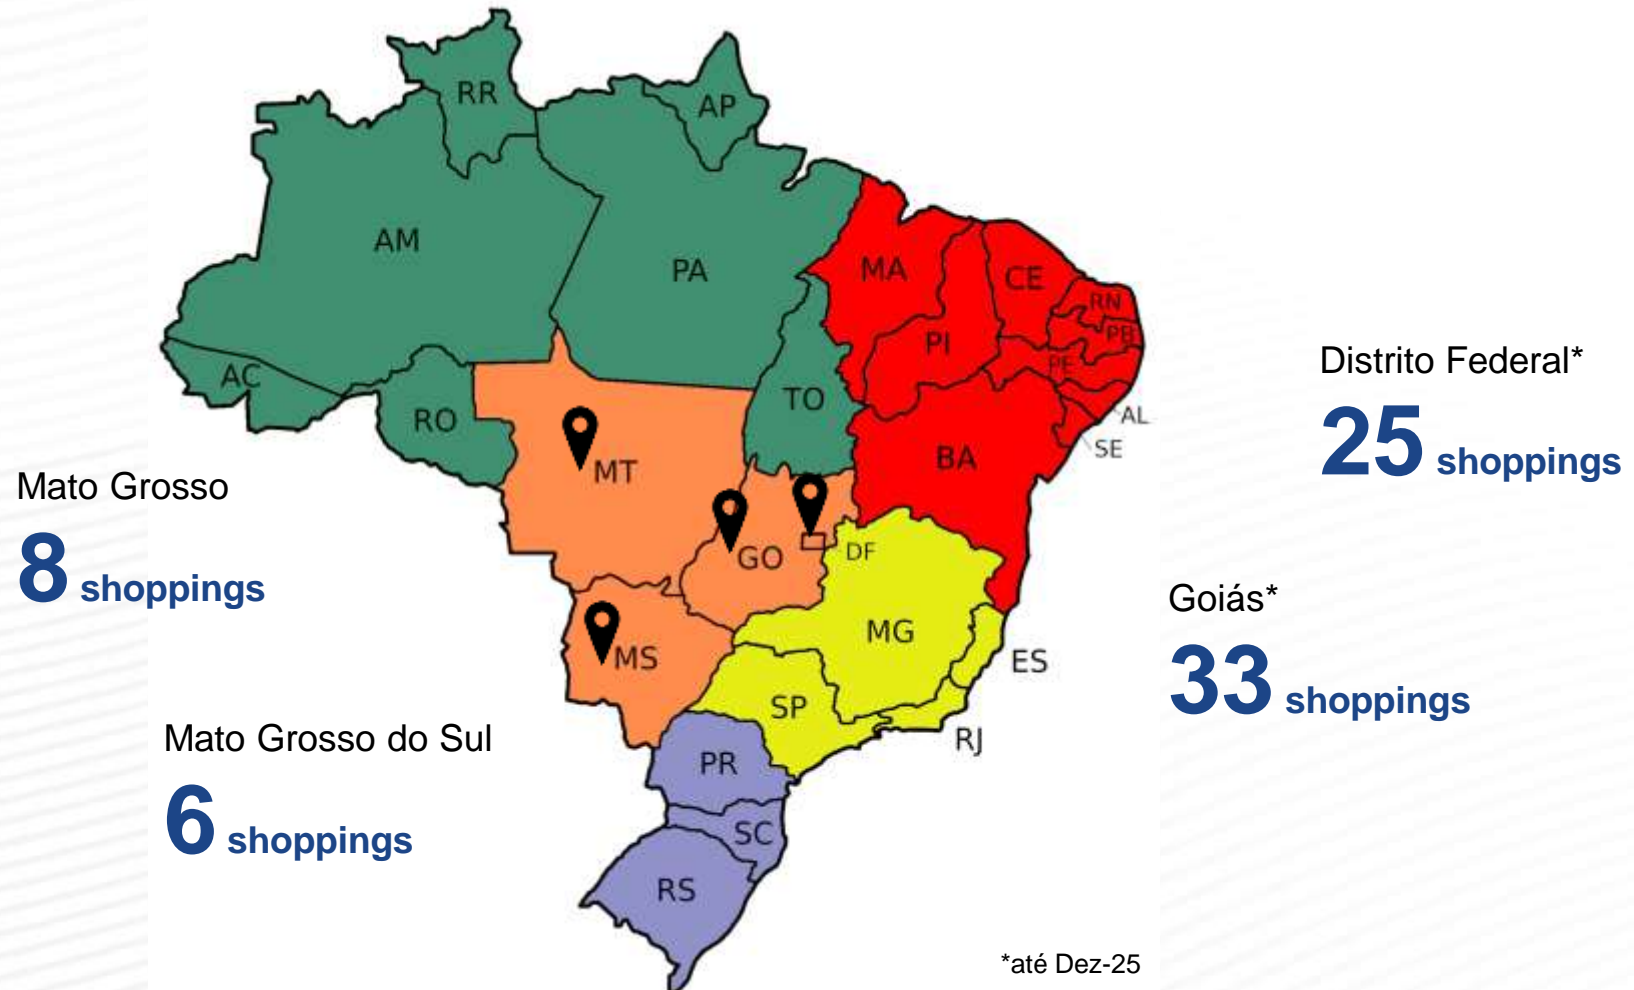 RR
AP
AM
PA
MA
CE
RN
PB
PI
PE
AC
TO
RO
AL
SE
BA
MT
GO
DF
MS
MG
ES
SP
RJ
PR
SC
RS
Mato Grosso
8 shoppings
Mato Grosso do Sul
6 shoppings
Distrito Federal*
25 shoppings
Goiás*
33 shoppings
*até Dez-25